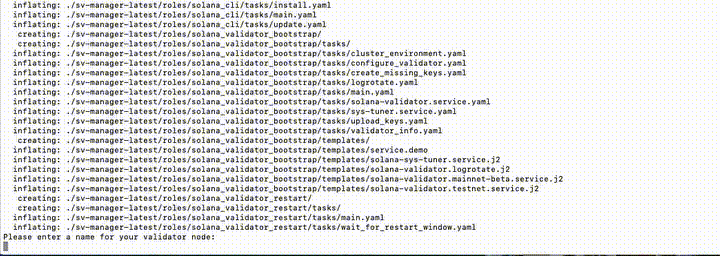 inflating: ./sv-manager-latest/roles/solana_cli/tasks/install.yaml
inflating: ./sv-manager-latest/roles/solana_cli/tasks/main.yaml
inflating: ./sv-manager-latest/roles/solana_cli/tasks/update.yaml
creating: ./sv-manager-latest/roles/solana_validator_bootstrap/
creating: ./sv-manager-latest/roles/solana_validator_bootstrap/tasks/
inflating: ./sv-manager-latest/roles/solana_validator_bootstrap/tasks/cluster_environment.yaml
inflating: ./sv-manager-latest/roles/solana_validator_bootstrap/tasks/configure_validator.yaml
inflating: ./sv-manager-latest/roles/solana_validator_bootstrap/tasks/create_missing_keys.yaml
inflating: ./sv-manager-latest/roles/solana_validator_bootstrap/tasks/logrotate.yaml
inflating: ./sv-manager-latest/roles/solana_validator_bootstrap/tasks/main.yaml
inflating: ./sv-manager-latest/roles/solana_validator_bootstrap/tasks/solana-validator.service.yaml
inflating: ./sv-manager-latest/roles/solana_validator_bootstrap/tasks/sys-tuner.service.yaml
inflating: ./sv-manager-latest/roles/solana_validator_bootstrap/tasks/upload_keys.yaml
inflating: ./sv-manager-latest/roles/solana_validator_bootstrap/tasks/validator_info.yaml
creating: ./sv-manager-latest/roles/solana_validator_bootstrap/templates/
inflating: ./sv-manager-latest/roles/solana_validator_bootstrap/templates/service.demo
inflating: ./sv-manager-latest/roles/solana_validator_bootstrap/templates/solana-sys-tuner.service.j2
inflating: ./sv-manager-latest/roles/solana_validator_bootstrap/templates/solana-validator.logrotate.j2
inflating: ./sv-manager-latest/roles/solana_validator_bootstrap/templates/solana-validator.mainnet-beta.service.j2
inflating: ./sv-manager-latest/roles/solana_validator_bootstrap/templates/solana-validator.testnet.service.j2
creating: ./sv-manager-latest/roles/solana_validator_restart/
creating: ./sv-manager-latest/roles/solana_validator_restart/tasks/
inflating: ./sv-manager-latest/roles/solana_validator_restart/tasks/main.yaml
inflating: ./sv-manager-latest/roles/solana_validator_restart/tasks/wait_for_restart_window.yaml
Please enter a name for your validator node: